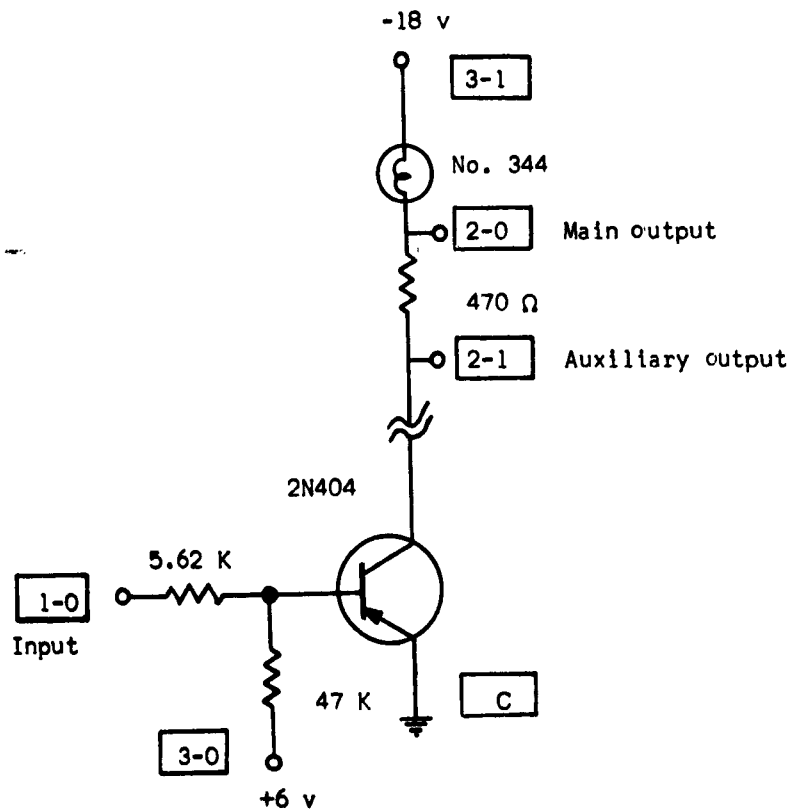 -18 v
3-1
No. 344
2-0 Main output
470 Ω
2-1 Auxiliary output
2N404
5.62 K
1-0
Input
47 K
C
3-0
+6 v